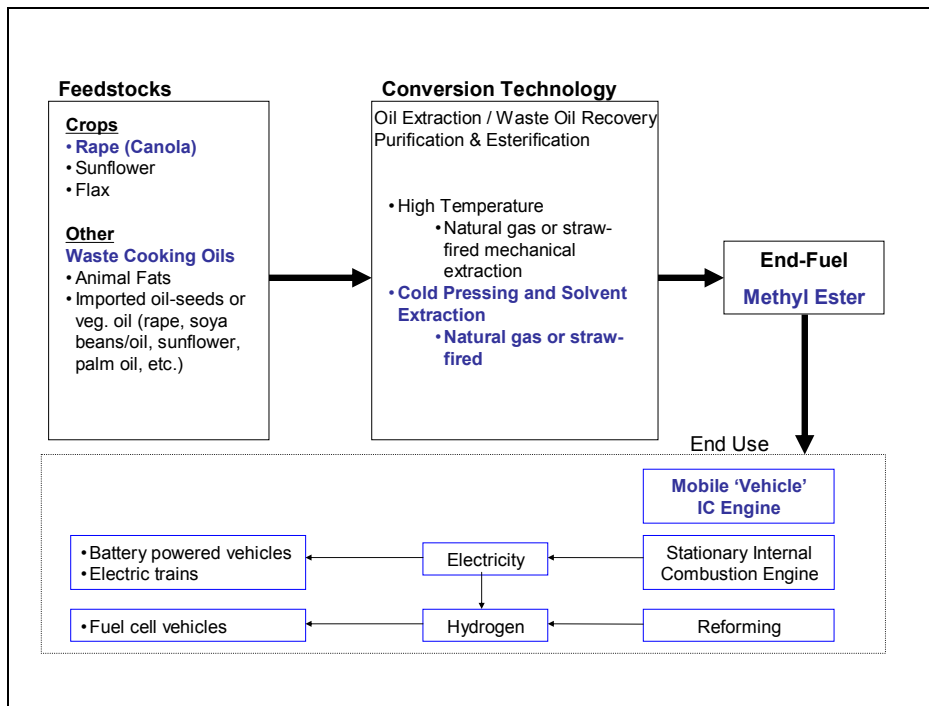 Feedstocks
Crops
• Rape (Canola)
• Sunflower
• Flax
Other
Waste Cooking Oils
• Animal Fats
• Imported oil-seeds or
veg. oil (rape, soya
beans/oil, sunflower,
palm oil, etc.)
Conversion Technology
Oil Extraction / Waste Oil Recovery
Purification & Esterification
• High Temperature
• Natural gas or straw-
fired mechanical
extraction
• Cold Pressing and Solvent
Extraction
• Natural gas or straw-
fired
End-Fuel
Methyl Ester
End Use
Mobile ‘Vehicle’
IC Engine
• Battery powered vehicles
• Electric trains
Electricity
Stationary Internal
Combustion Engine
• Fuel cell vehicles
Hydrogen
Reforming